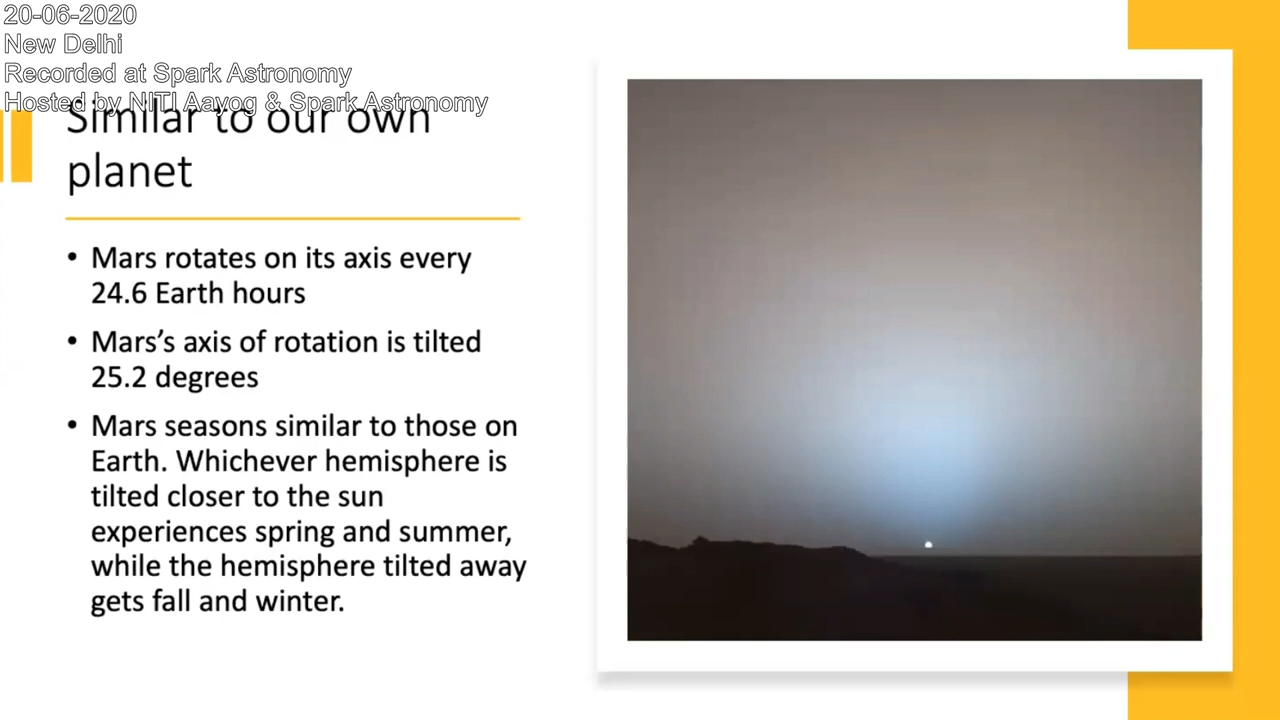 20-06-2020
New Delhi
Recorded at Spark Astronomy
Hosted by NITI Aayog & Spark Astronomy
Similar to our own
planet
• Mars rotates on its axis every
24.6 Earth hours
• Mars’s axis of rotation is tilted
25.2 degrees
• Mars seasons similar to those on
Earth. Whichever hemisphere is
tilted closer to the sun
experiences spring and summer,
while the hemisphere tilted away
gets fall and winter.